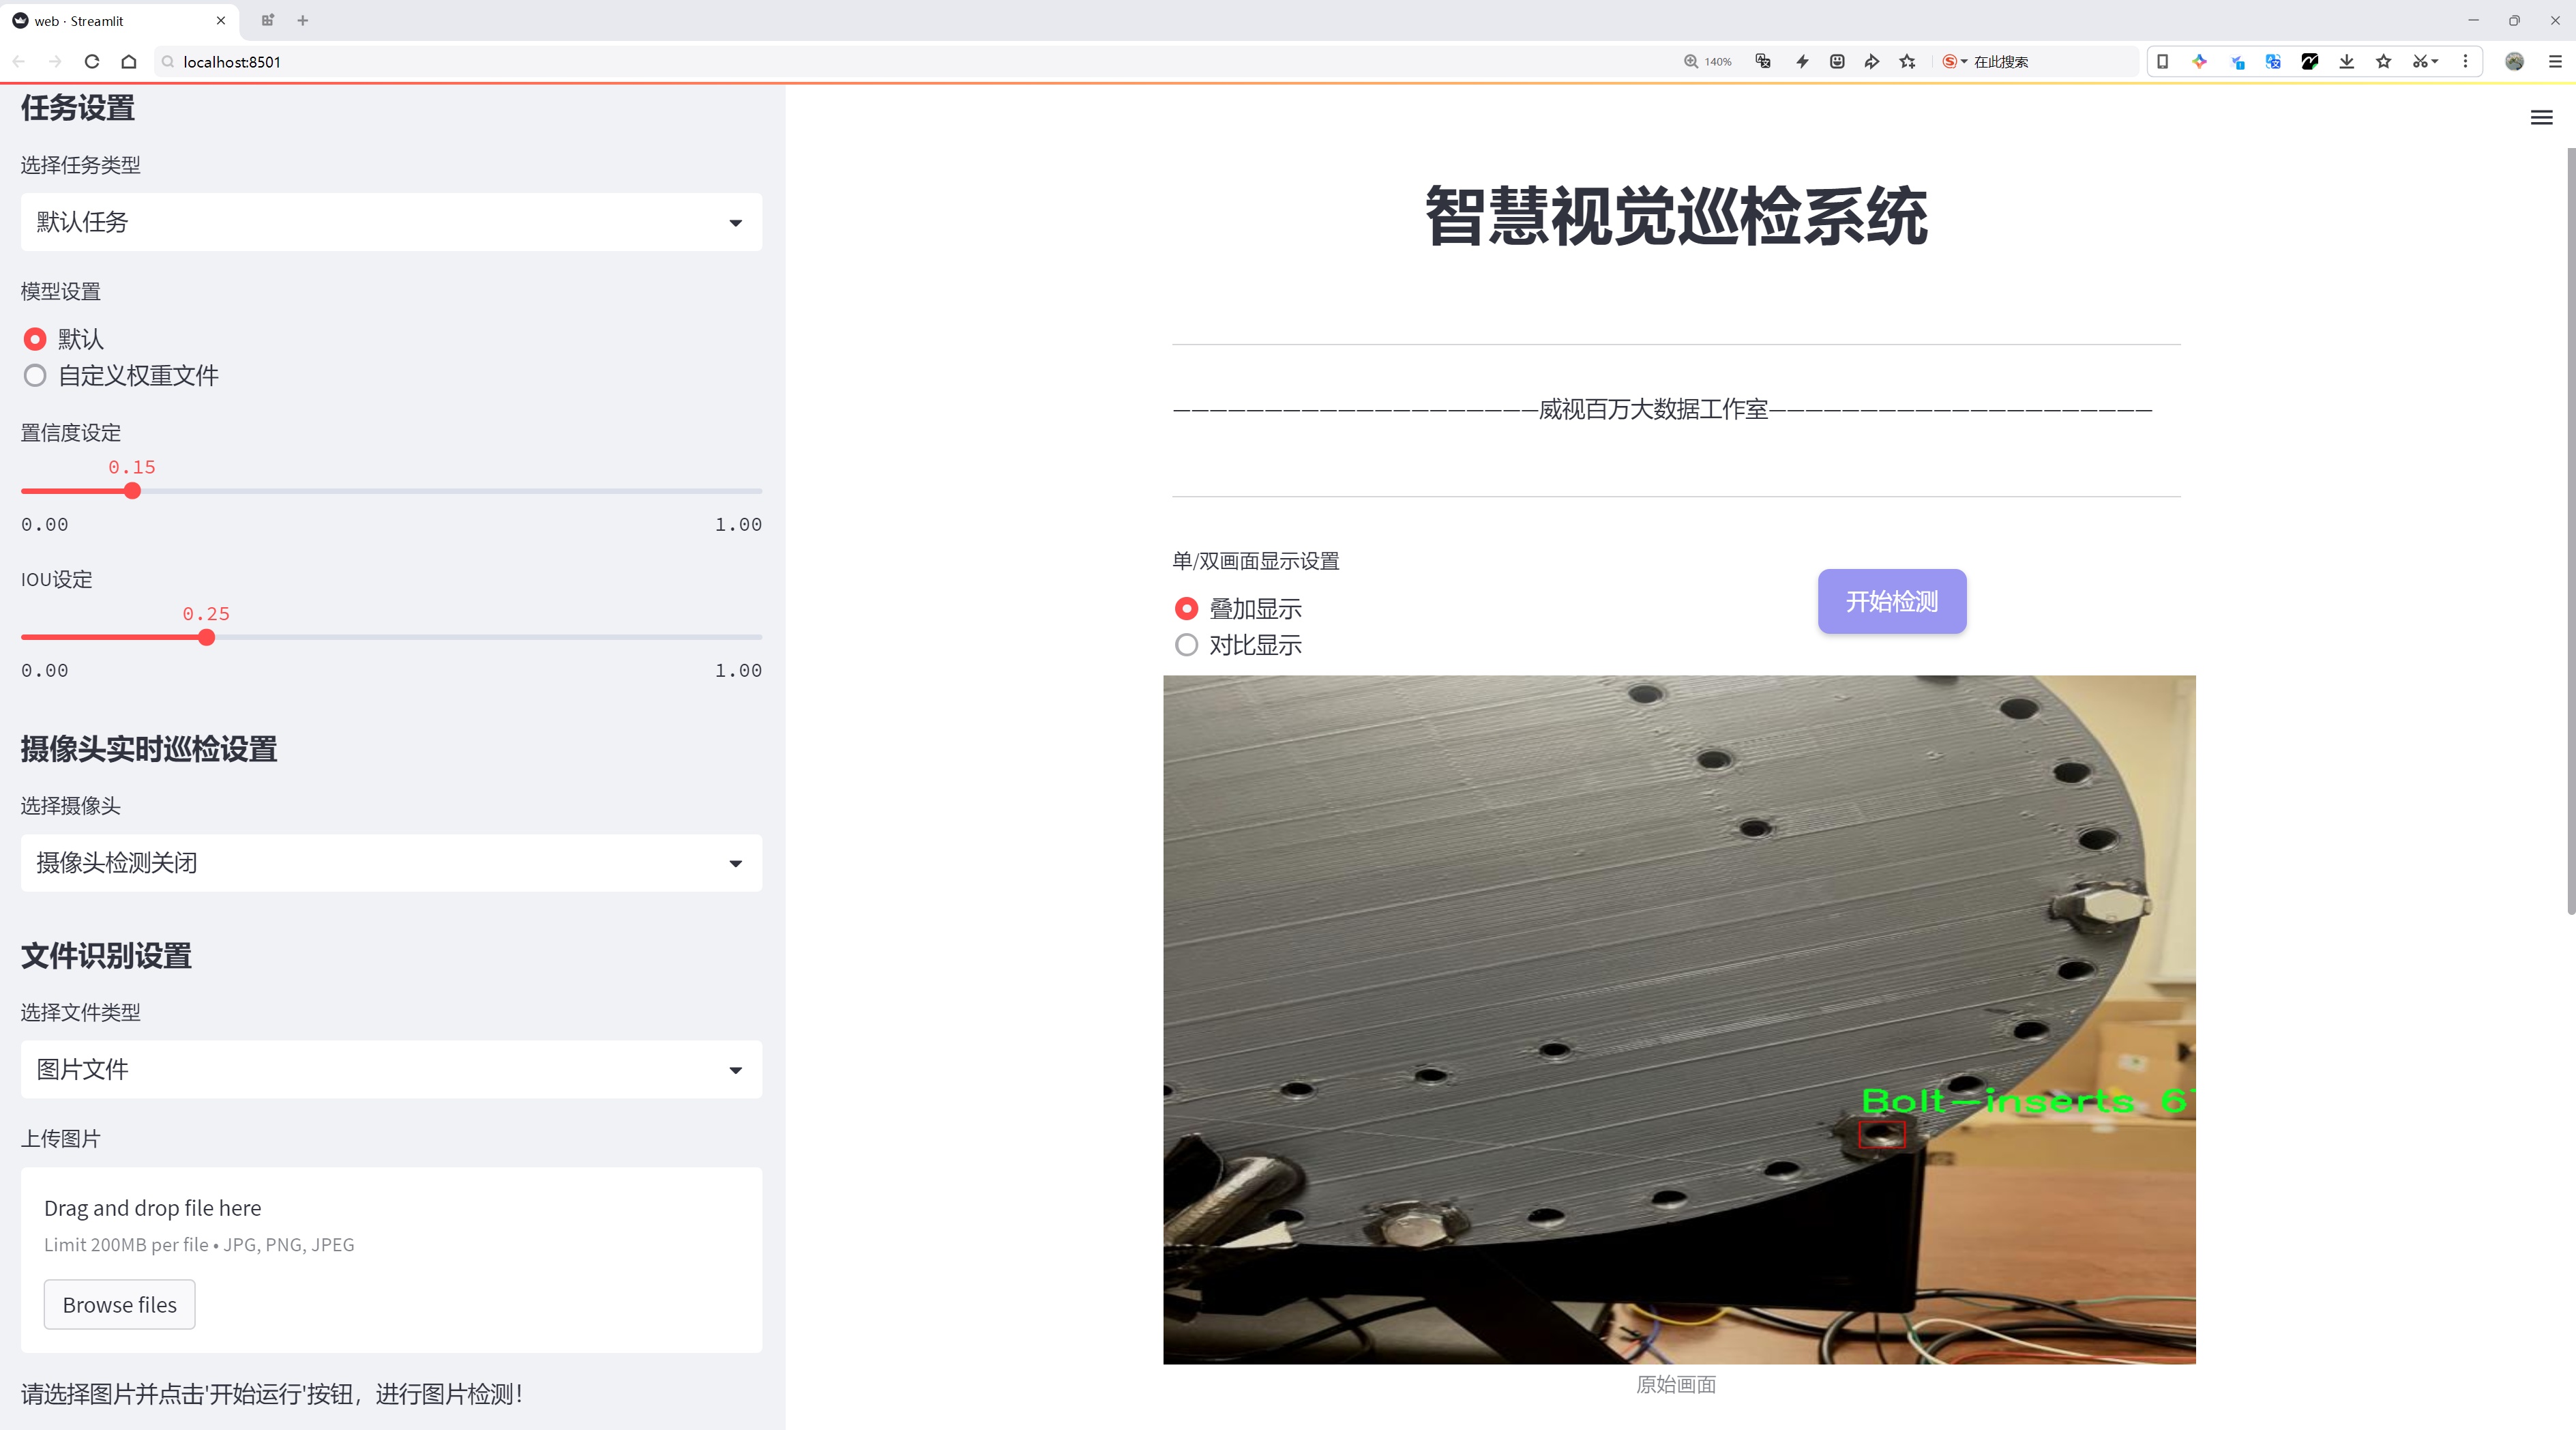 web · Streamlit
localhost:8501
140%
在此搜索
任务设置
选择任务类型
默认任务
模型设置
默认
自定义权重文件
置信度设定
0.15
0.00
1.00
IOU设定
0.25
0.00
1.00
摄像头实时巡检设置
选择摄像头
摄像头检测关闭
文件识别设置
选择文件类型
图片文件
上传图片
Drag and drop file here
Limit 200MB per file • JPG, PNG, JPEG
Browse files
请选择图片并点击'开始运行'按钮，进行图片检测！
智慧视觉巡检系统
————————————————————威视百万大数据工作室—————————————————————
单/双画面显示设置
叠加显示
对比显示
开始检测
Bolt-inserts 6
原始画面